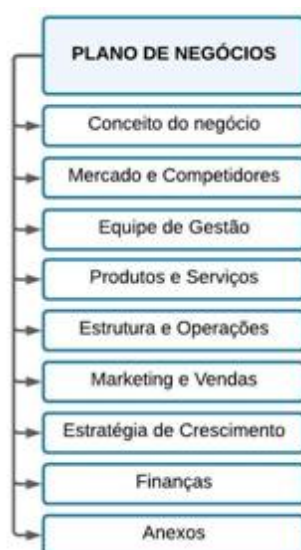 PLANO DE NEGÓCIOS
Conceito do negócio
Mercado e Competidores
Equipe de Gestão
Produtos e Serviços
Estrutura e Operações
Marketing e Vendas
Estratégia de Crescimento
Finanças
Anexos